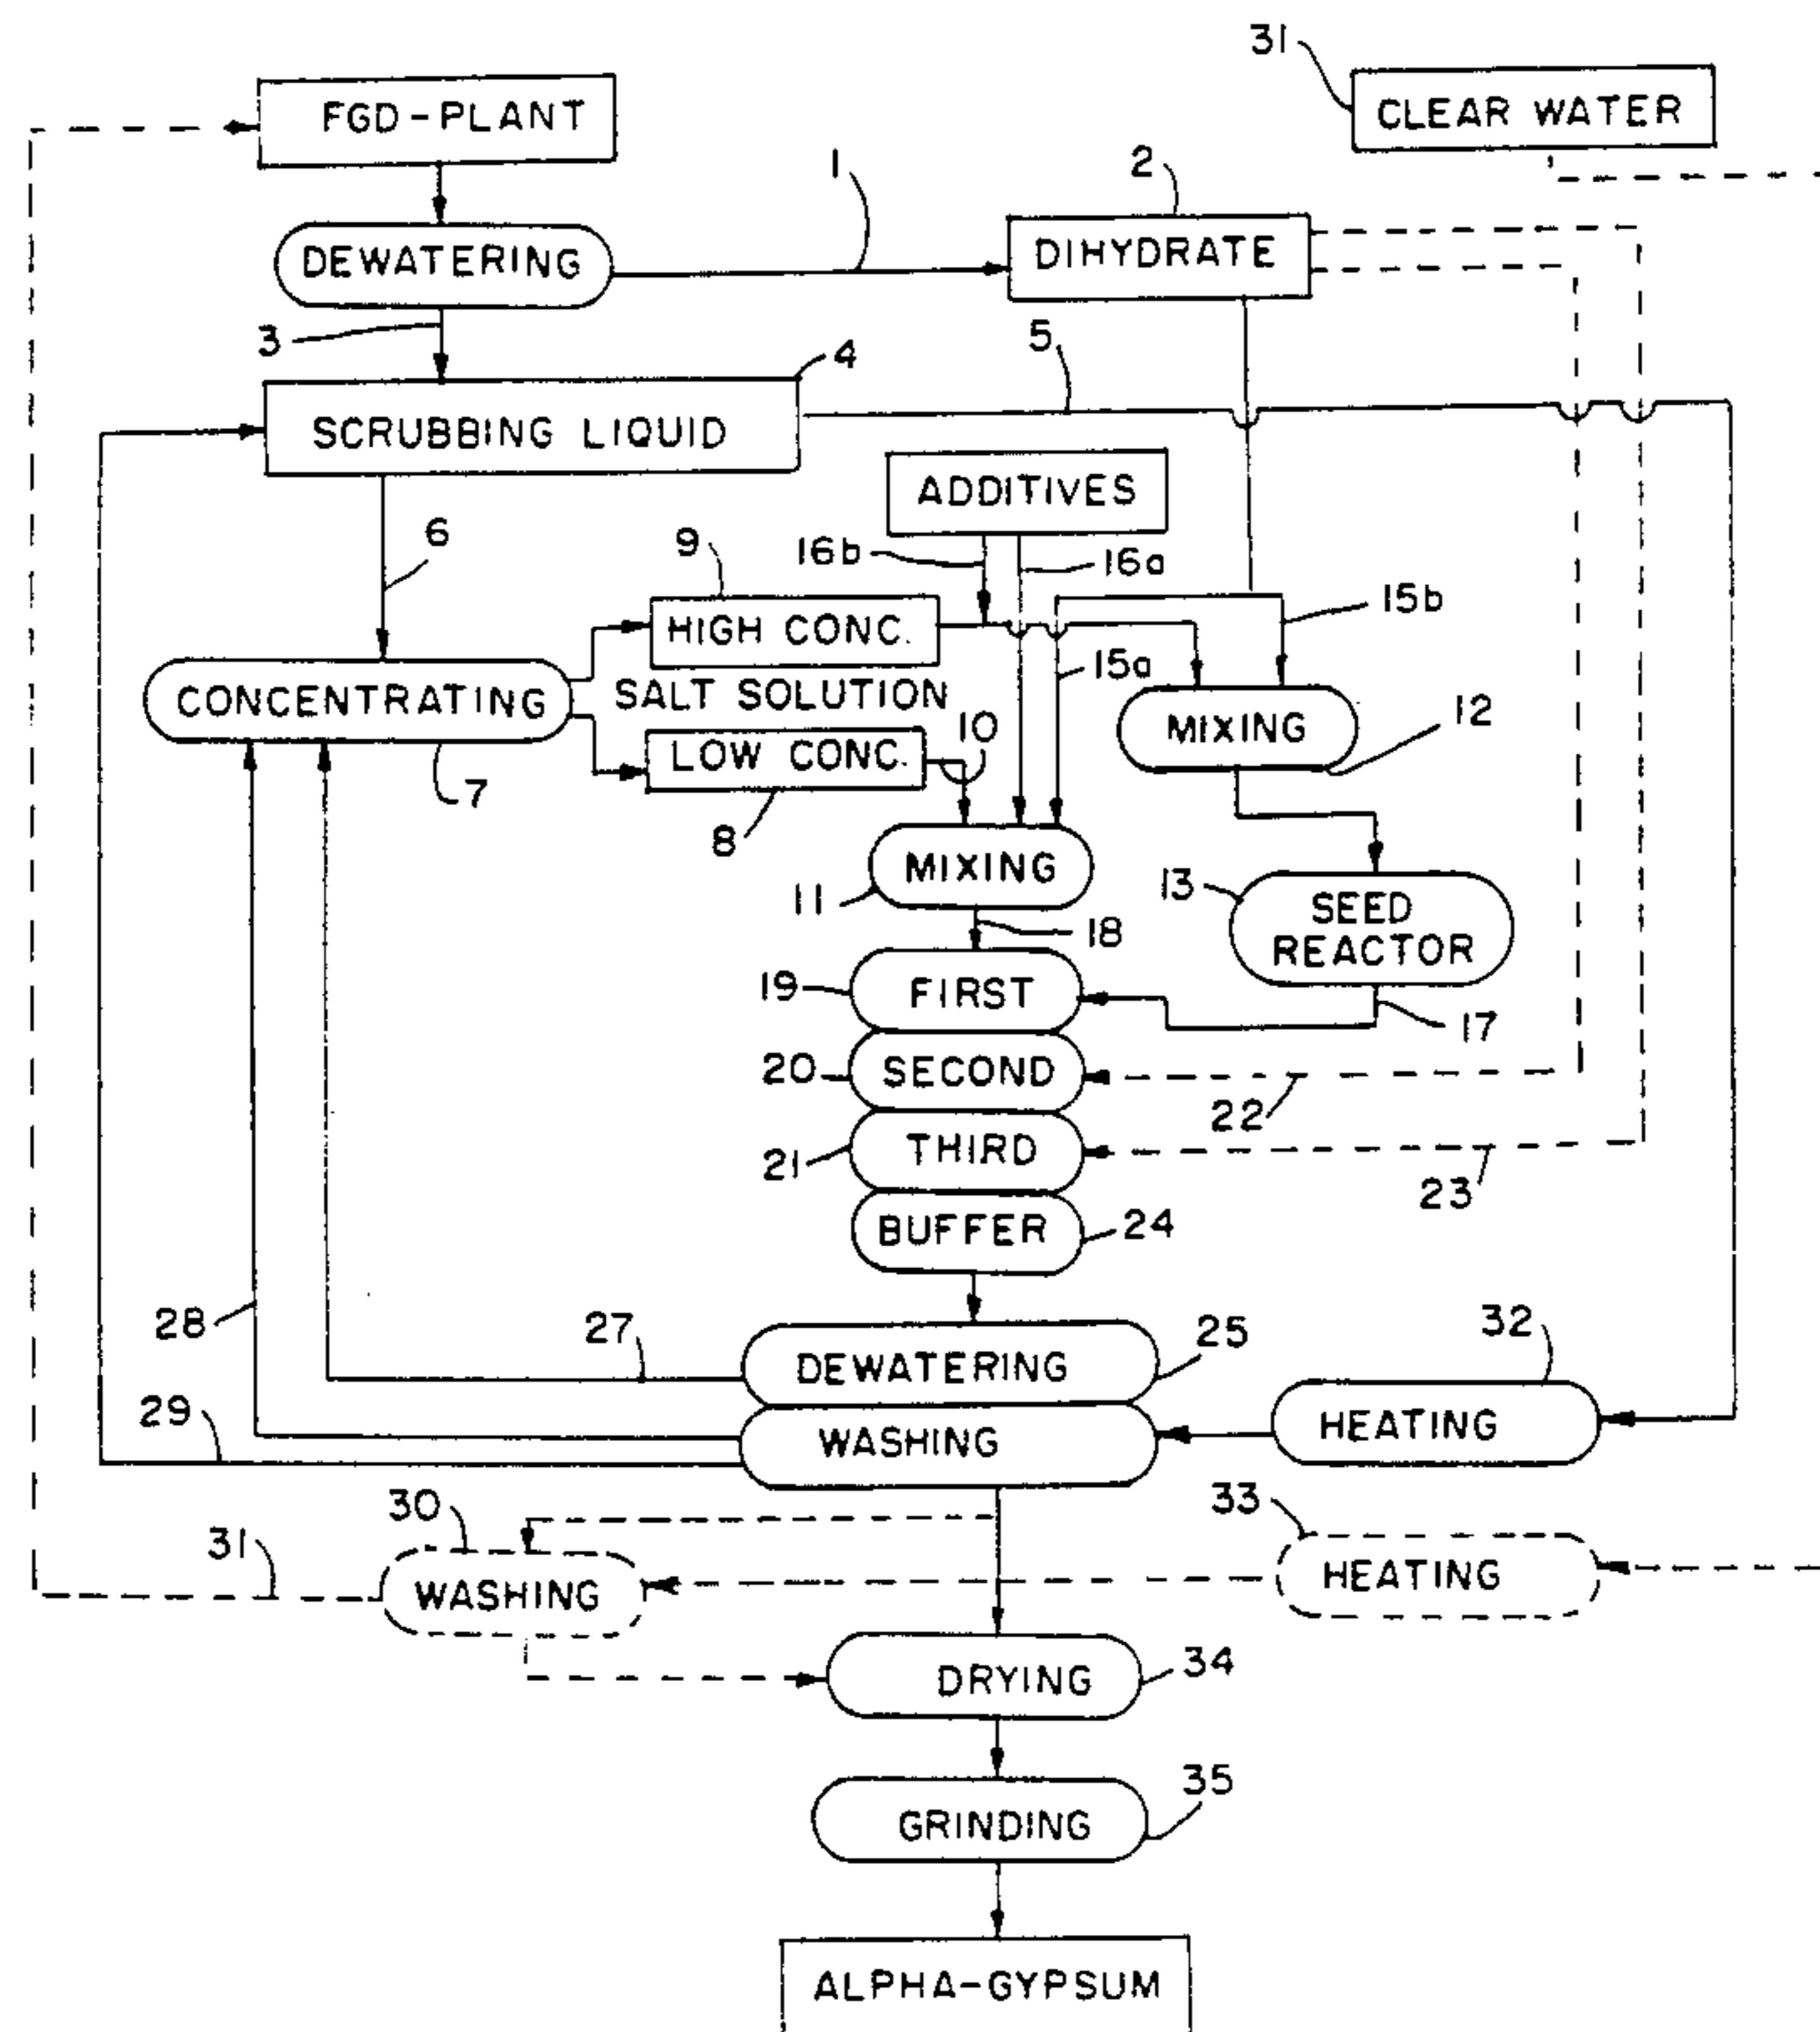 31
FGD-PLANT
CLEAR WATER
1
2
DEWATERING
DIHYDRATE
3
4
5
SCRUBBING LIQUID
ADDITIVES
6
9
16b
16a
HIGH CONC.
15b
CONCENTRATING
SALT SOLUTION
15a
10
MIXING
12
LOW CONC.
7
8
MIXING
11
13
SEED
REACTOR
18
19
FIRST
17
20
SECOND
22
21
THIRD
23
BUFFER
24
28
27
25
32
DEWATERING
29
WASHING
HEATING
30
33
31
WASHING
HEATING
DRYING
34
35
GRINDING
ALPHA-GYPSUM